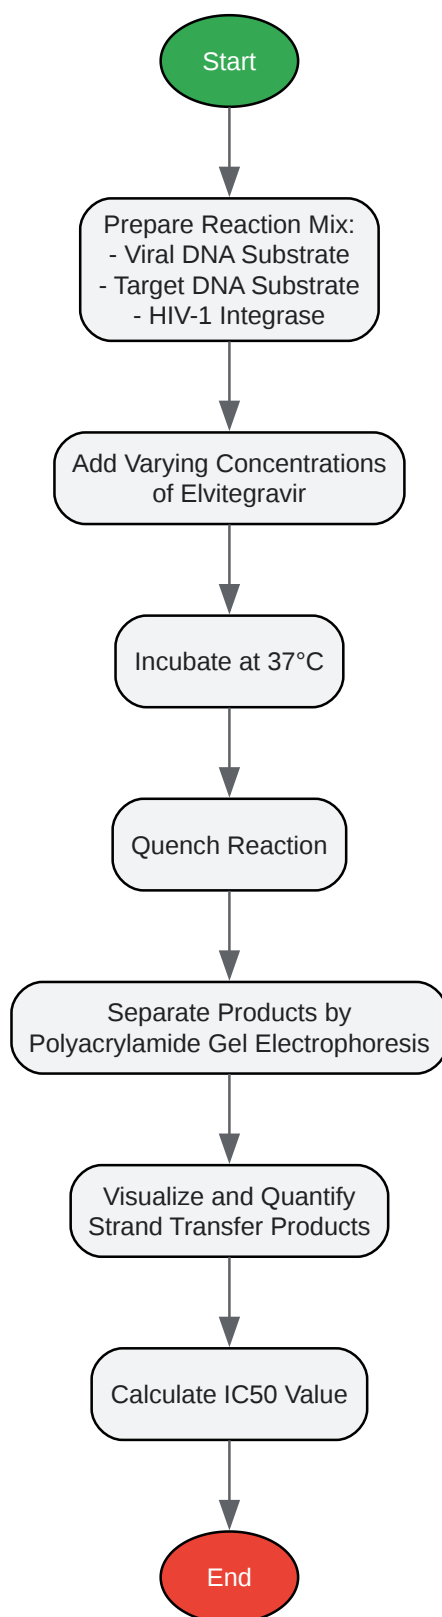 Start
Prepare Reaction Mix:
- Viral DNA Substrate
- Target DNA Substrate
- HIV-1 Integrase
Add Varying Concentrations
of Elvitegravir
Incubate at 37°C
Quench Reaction
Separate Products by
Polyacrylamide Gel Electrophoresis
Visualize and Quantify
Strand Transfer Products
Calculate IC50 Value
End